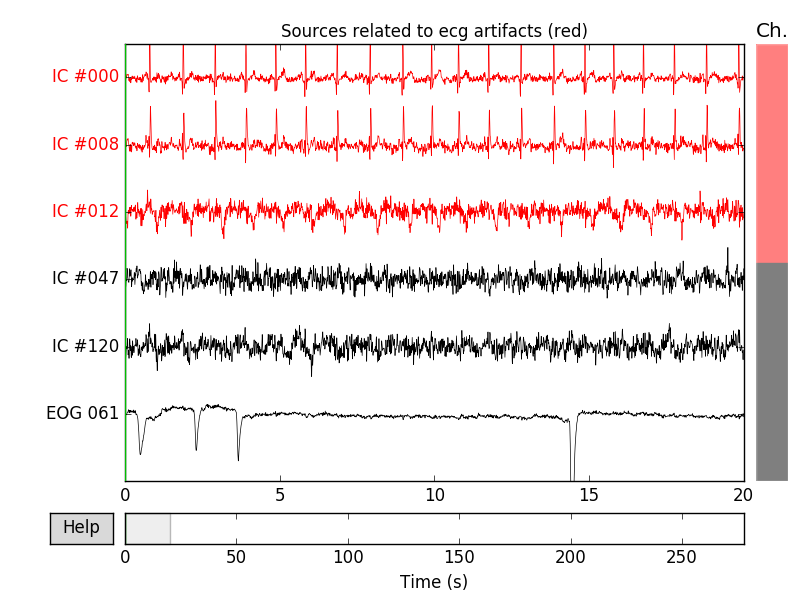 Sources related to ecg artifacts (red)
Ch.
IC #000
IC #008
IC #012
IC #047
IC #120
EOG 061
0 5 10 15 20
Help
0 50 100 150 200 250
Time (s)